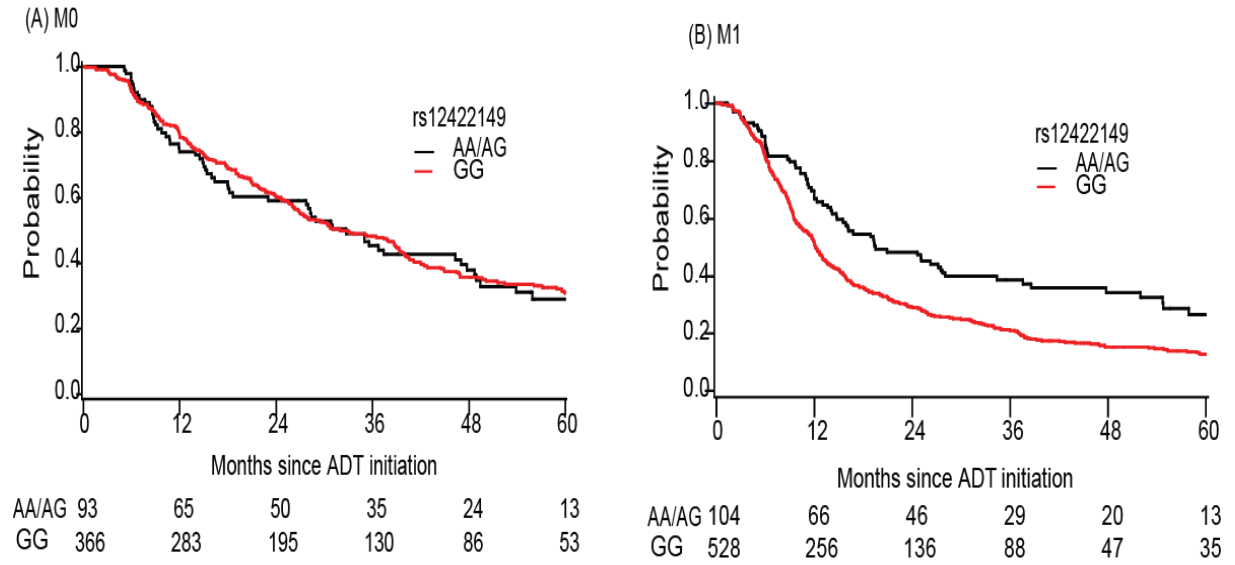 (A) M0
1.0
0.8
0.6
0.4
0.2
0.0
Probability
rs12422149
AA/AG
GG
0 12 24 36 48 60
Months since ADT initiation
AA/AG 93 65 50 35 24 13
GG 366 283 195 130 86 53
(B) M1
1.0
0.8
0.6
0.4
0.2
0.0
Probability
rs12422149
AA/AG
GG
0 12 24 36 48 60
Months since ADT initiation
AA/AG 104 66 46 29 20 13
GG 528 256 136 88 47 35